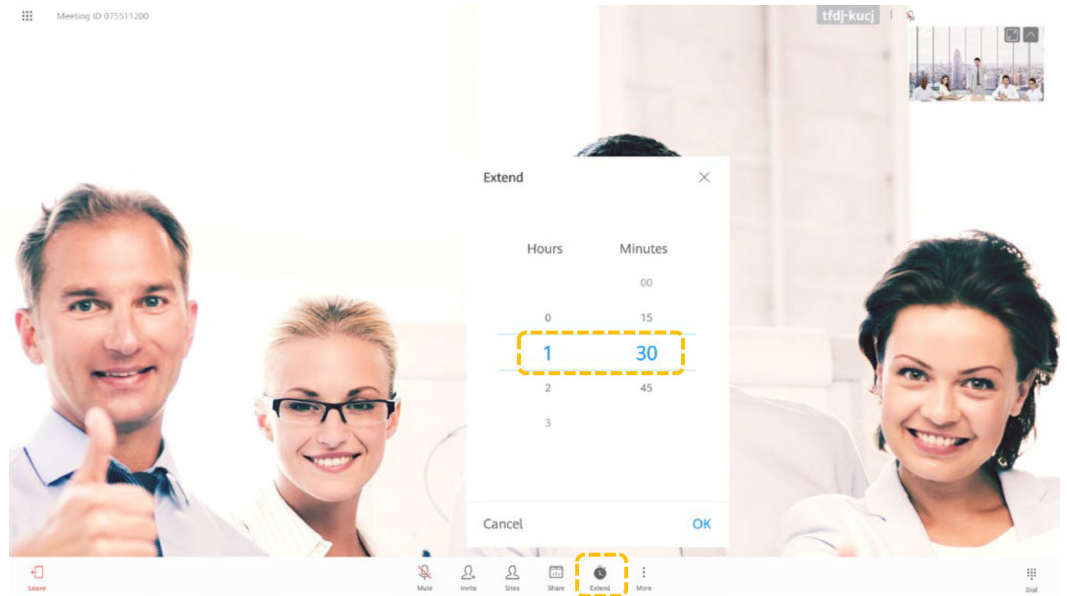 Meeting ID 075511200
tfdj-kucj
Extend
Hours Minutes
00
0 15
1 30
2 45
3
Cancel OK
Leave
Mute
Invite
Sites
Share
Extend
More
Dial